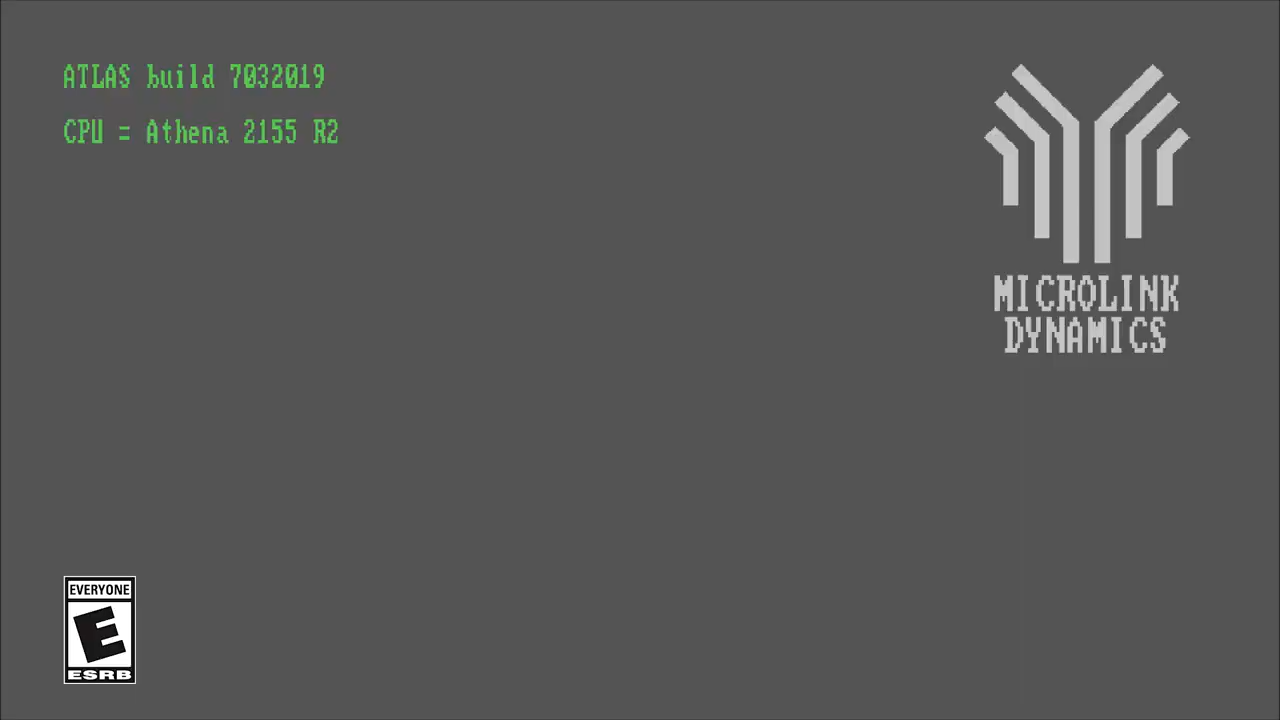 ATLAS build 7032019
CPU = Athena 2155 R2
MICROLINK
DYNAMICS
EVERYONE
E
ESRB